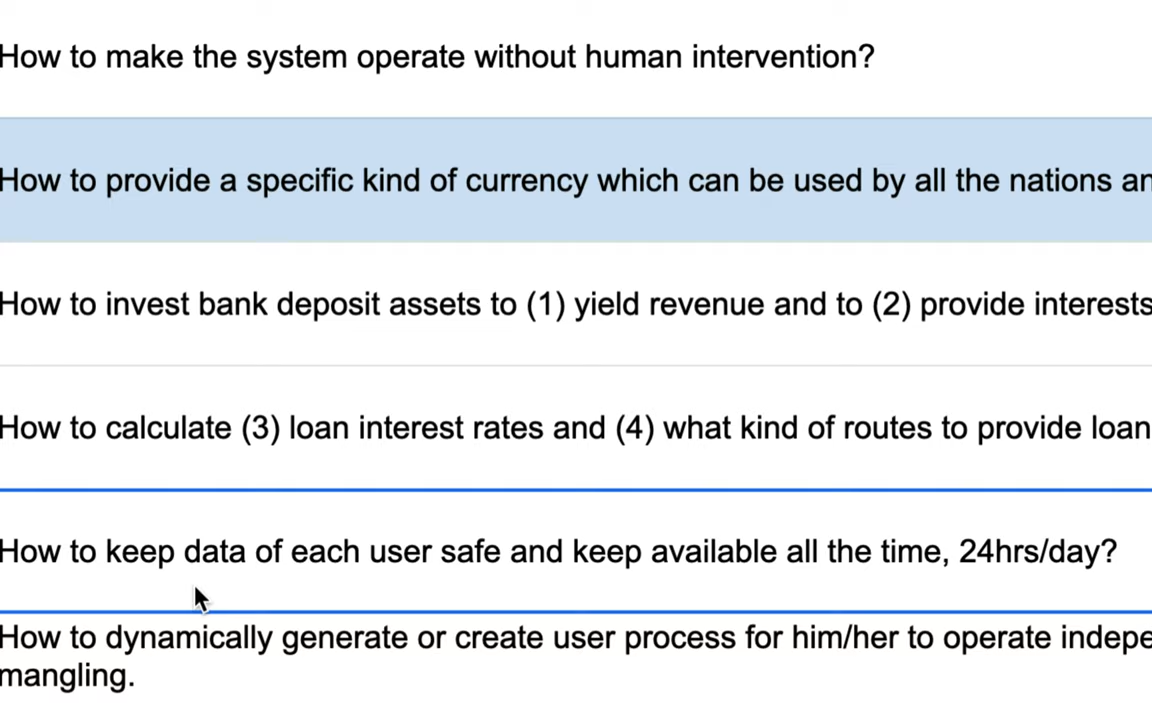 How to make the system operate without human intervention?
How to provide a specific kind of currency which can be used by all the nations
How to invest bank deposit assets to (1) yield revenue and to (2) provide interests
How to calculate (3) loan interest rates and (4) what kind of routes to provide loan
How to keep data of each user safe and keep available all the time, 24hrs/day?
How to dynamically generate or create user process for him/her to operate
mangling.